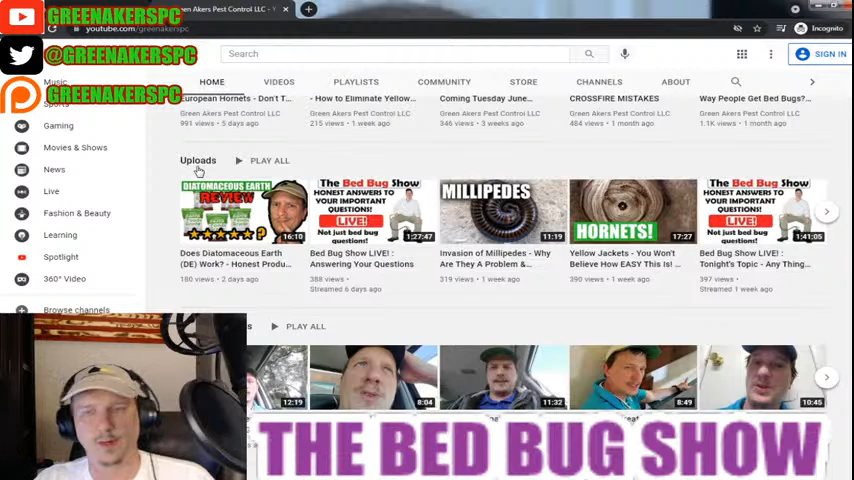 GREENAKERSPC
@GREENAKERSPC
GREENAKERSPC
een Akers Pest Control LLC - Y
youtube.com/greenakerspc
Incognito
Search
SIGN IN
HOME VIDEOS PLAYLISTS COMMUNITY STORE CHANNELS ABOUT
Music
Gaming
Movies & Shows
News
Live
Fashion & Beauty
Learning
Spotlight
360° Video
Browse channels
European Hornets - Don't T...
Green Akers Pest Control LLC
991 views • 5 days ago
- How to Eliminate Yellow...
Green Akers Pest Control LLC
215 views • 1 week ago
Coming Tuesday June...
Green Akers Pest Control LLC
346 views • 3 weeks ago
CROSSFIRE MISTAKES
Green Akers Pest Control LLC
484 views • 1 month ago
Way People Get Bed Bugs?...
Green Akers Pest Control LLC
1.1K views • 1 month ago
Uploads PLAY ALL
DIATOMACEOUS EARTH
REVIEW
?
16:10
Does Diatomaceous Earth
(DE) Work? - Honest Produ...
180 views • 2 days ago
The Bed Bug Show
HONEST ANSWERS TO
YOUR IMPORTANT
QUESTIONS!
LIVE!
Not just bed bug
questions!
1:27:47
Bed Bug Show LIVE! :
Answering Your Questions
388 views •
Streamed 6 days ago
MILLIPEDES
11:19
Invasion of Millipedes - Why
Are They A Problem &...
319 views • 1 week ago
HORNETS!
17:27
Yellow Jackets - You Won't
Believe How EASY This Is! - ...
390 views • 1 week ago
The Bed Bug Show
HONEST ANSWERS TO
YOUR IMPORTANT
QUESTIONS!
LIVE!
Not just bed bug
questions!
1:41:05
Bed Bug Show LIVE! :
Tonight's Topic - Any Thing...
397 views •
Streamed 1 week ago
PLAY ALL
12:19
8:04
11:32
8:49
10:45
THE BED BUG SHOW